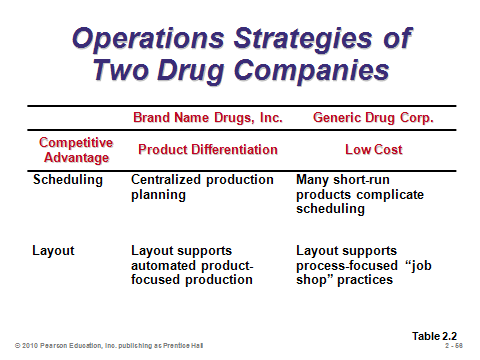 Operations Strategies of
Two Drug Companies
Brand Name Drugs, Inc. Generic Drug Corp.
Competitive
Advantage
Product Differentiation
Low Cost
Scheduling
Centralized production
planning
Many short-run
products complicate
scheduling
Layout
Layout supports
automated product-
focused production
Layout supports
process-focused “job
shop” practices
Table 2.2
© 2010 Pearson Education, Inc. publishing as Prentice Hall
2 - 56